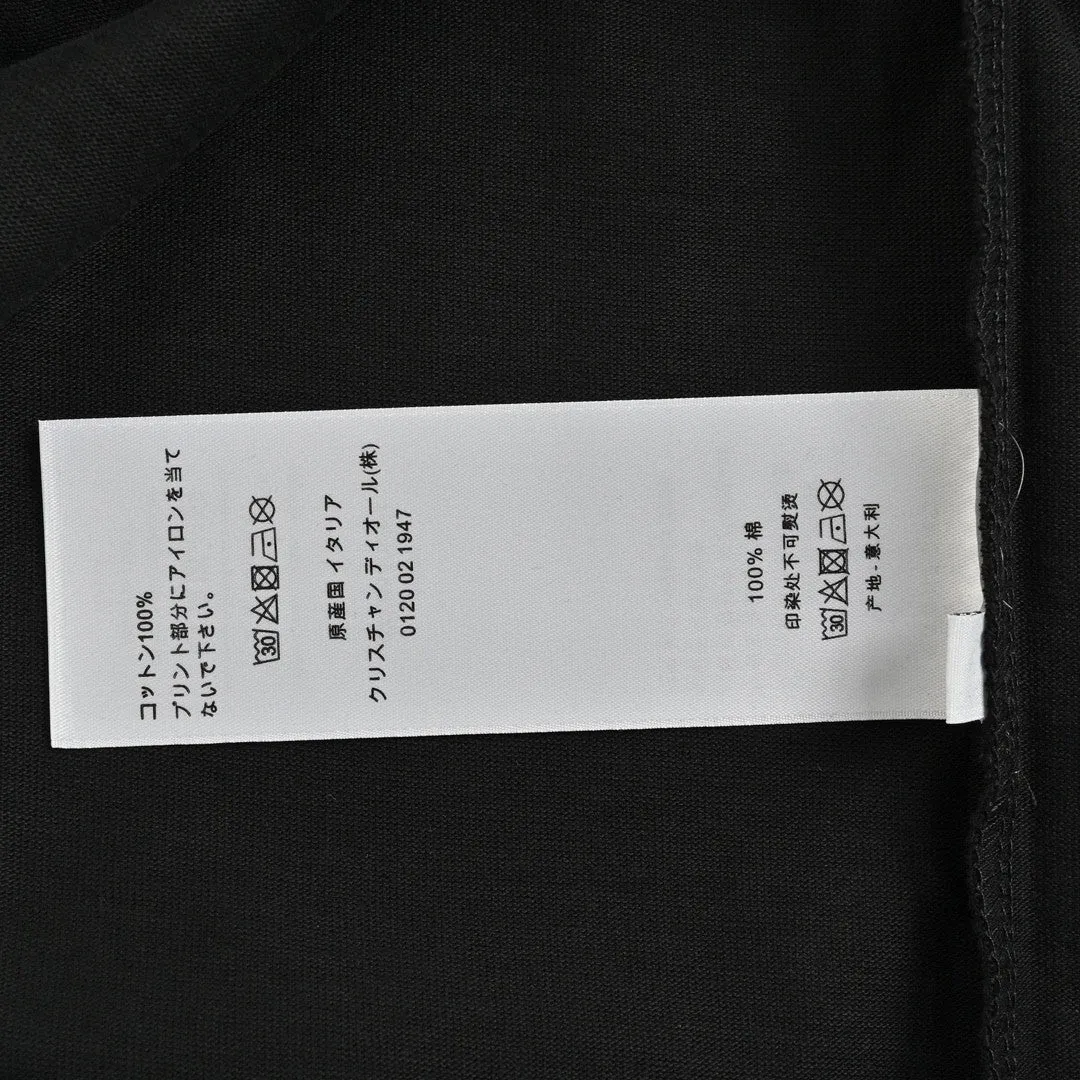 コットン100%
プリント部分にアイロンを当て
ないで下さい。
30
原産国 イタリア
クリスチャン ディオール(株)
0120 02 1947
100% 棉
印染处不可熨烫
30
产地 - 意大利